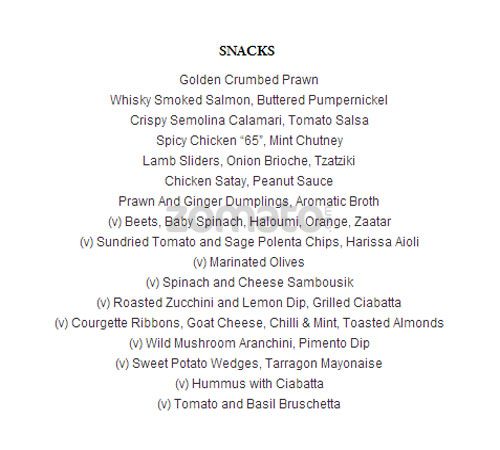 SNACKS
Golden Crumbed Prawn
Whisky Smoked Salmon, Buttered Pumpernickel
Crispy Semolina Calamari, Tomato Salsa
Spicy Chicken “65”, Mint Chutney
Lamb Sliders, Onion Brioche, Tzatziki
Chicken Satay, Peanut Sauce
Prawn And Ginger Dumplings, Aromatic Broth
zomato
(v) Beets, Baby Spinach, Haloumi, Orange, Zaatar
(v) Sundried Tomato and Sage Polenta Chips, Harissa Aioli
(v) Marinated Olives
(v) Spinach and Cheese Sambousik
(v) Roasted Zucchini and Lemon Dip, Grilled Ciabatta
(v) Courgette Ribbons, Goat Cheese, Chilli & Mint, Toasted Almonds
(v) Wild Mushroom Aranchini, Pimento Dip
(v) Sweet Potato Wedges, Tarragon Mayonaise
(v) Hummus with Ciabatta
(v) Tomato and Basil Bruschetta